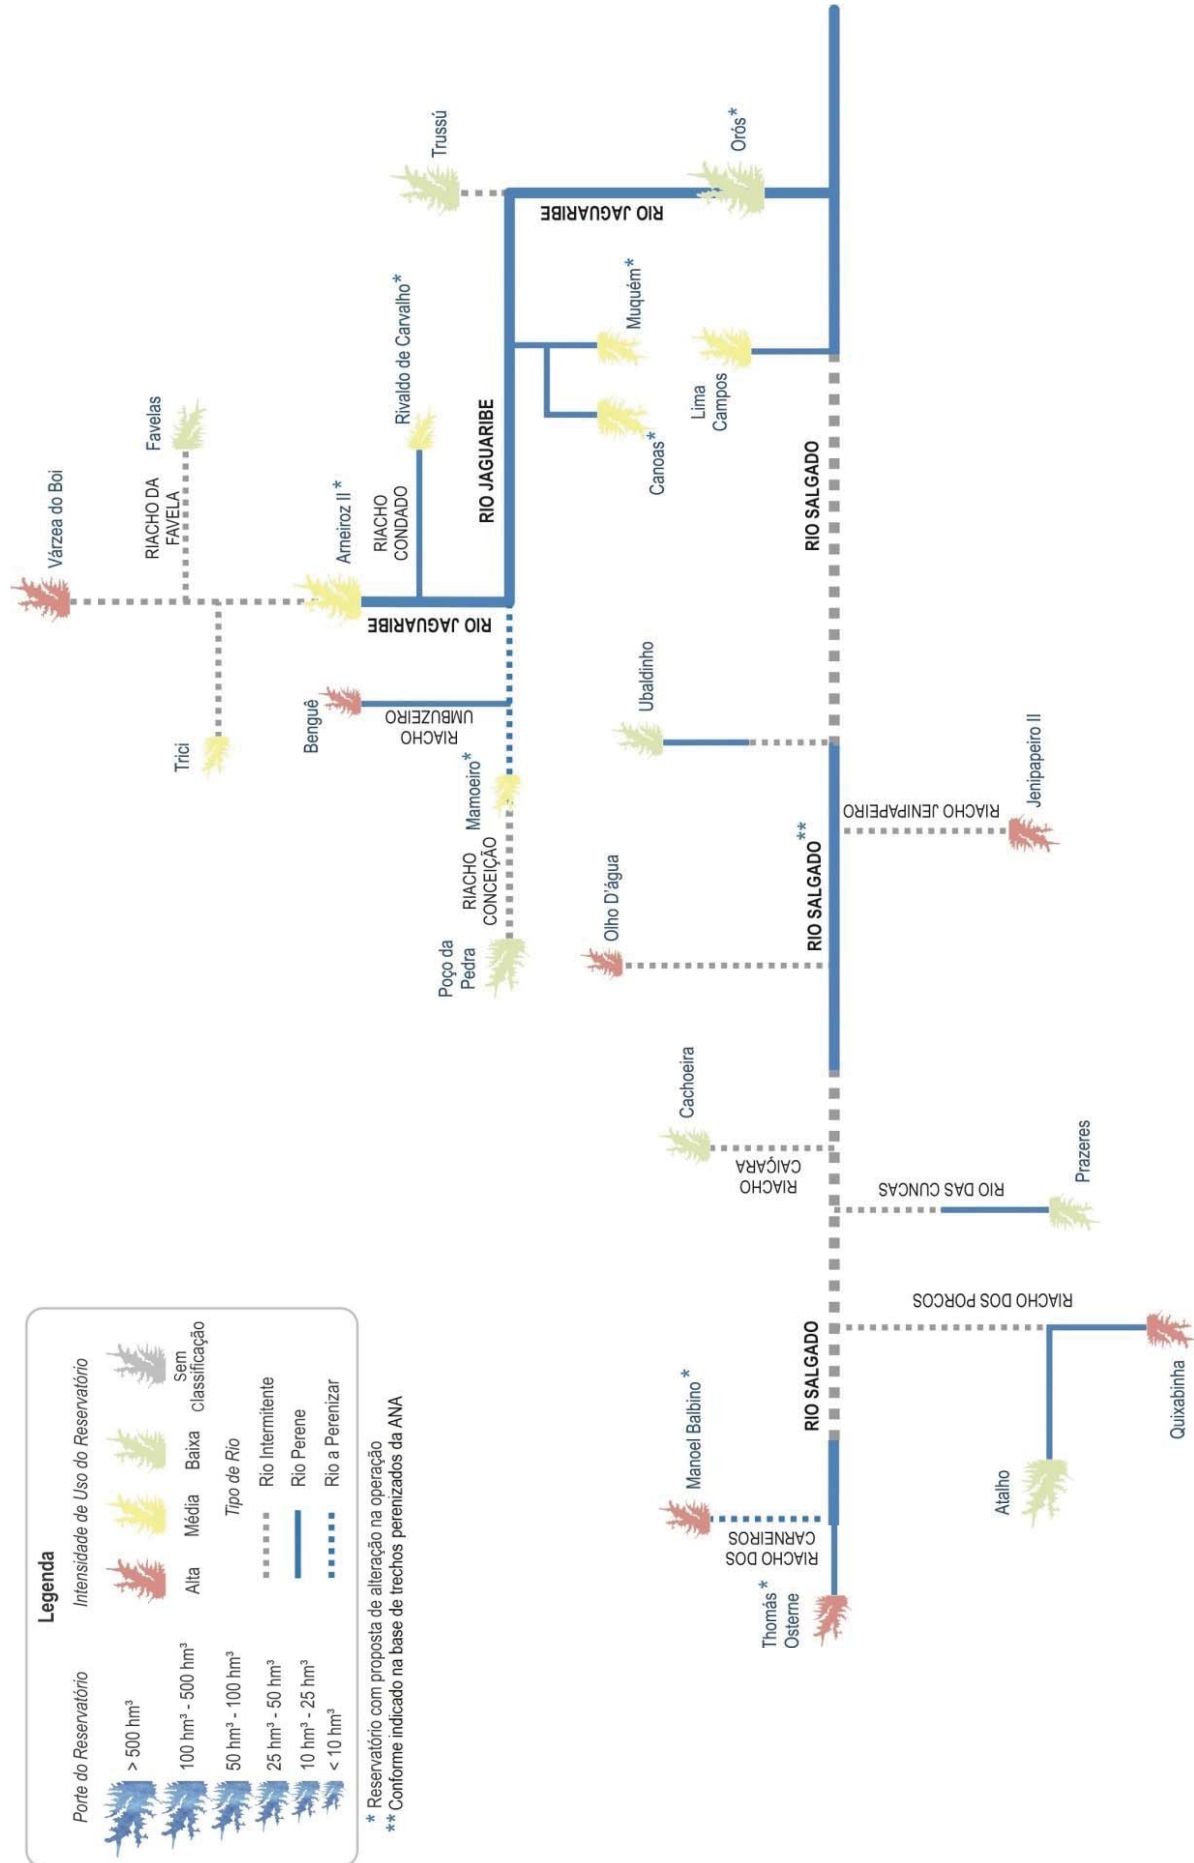 Legenda
Porte do Reservatório
> 500 hm³
100 hm³ - 500 hm³
50 hm³ - 100 hm³
25 hm³ - 50 hm³
10 hm³ - 25 hm³
< 10 hm³
Intensidade de Uso do Reservatório
Alta
Média
Baixa
Sem
classificação
Tipo de Rio
Rio Intermitente
Rio Perene
Rio a Perenizar
* Reservatório com proposta de alteração na operação
** Conforme indicado na base de trechos perenizados da ANA
Várzea do Boi
Favelas
RIACHO DA
FAVELA
Trici
Arneiroz II *
RIO JAGUARIBE
RIACHO
CONDADO
Rivaldo de Carvalho*
Trussú
Benguê
RIACHO
UMBUZEIRO
Mamoeiro*
RIACHO
CONCEIÇÃO
Poço da
Pedra
RIO JAGUARIBE
RIO JAGUARIBE
Muquém*
Canoas*
Orós*
Lima
Campos
RIO SALGADO
Ubaldinho
Olho D'água
RIO SALGADO**
RIACHO JENIPAPEIRO
Jenipapeiro II
Cachoeira
RIACHO
CAIÇARA
RIO DAS CUNCAS
Prazeres
RIO SALGADO
RIACHO DOS PORCOS
Quixabinha
Atalho
Manoel Balbino *
RIACHO DOS
CARNEIROS
Thomás *
Osterne